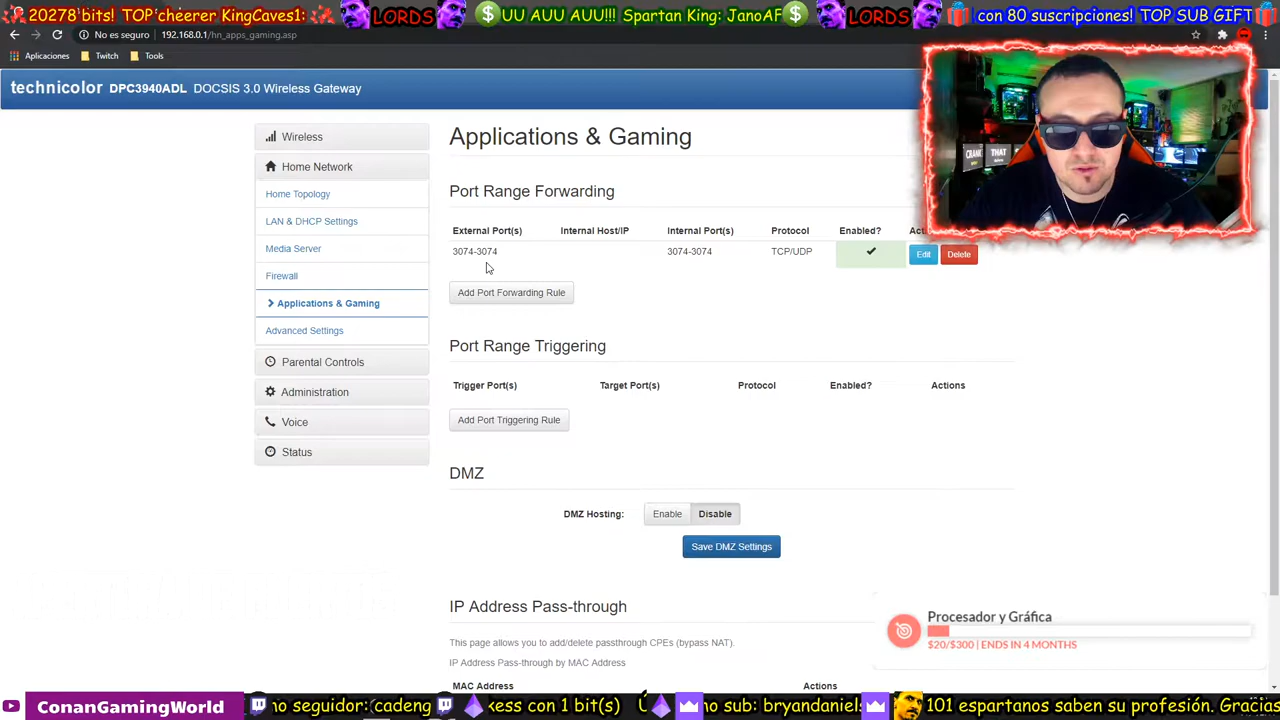 20278 bits! TOP cheerer KingCaves1:
LORDS
UU AUU AUU!!! Spartan King: JanoAF
LORDS
con 80 suscripciones! TOP SUB GIFT
No es seguro | 192.168.0.1/hn_apps_gaming.asp
Aplicaciones
Twitch
Tools
technicolor DPC3940ADL DOCSIS 3.0 Wireless Gateway
Wireless
Home Network
Home Topology
LAN & DHCP Settings
Media Server
Firewall
Applications & Gaming
Advanced Settings
Parental Controls
Administration
Voice
Status
Applications & Gaming
Port Range Forwarding
External Port(s) Internal Host/IP Internal Port(s) Protocol Enabled?
3074-3074 3074-3074 TCP/UDP Edit Delete
Add Port Forwarding Rule
Port Range Triggering
Trigger Port(s) Target Port(s) Protocol Enabled? Actions
Add Port Triggering Rule
DMZ
DMZ Hosting: Enable Disable
Save DMZ Settings
IP Address Pass-through
This page allows you to add/delete passthrough CPEs (bypass NAT).
IP Address Pass-through by MAC Address
MAC Address Actions
CRANK
THAT
Procesador y Gráfica
$20/$300 | ENDS IN 4 MONTHS
ConanGamingWorld
no seguidor: cadeng
kess con 1 bit(s)
no sub: bryandaniels
101 espartanos saben su profesión. Gracias